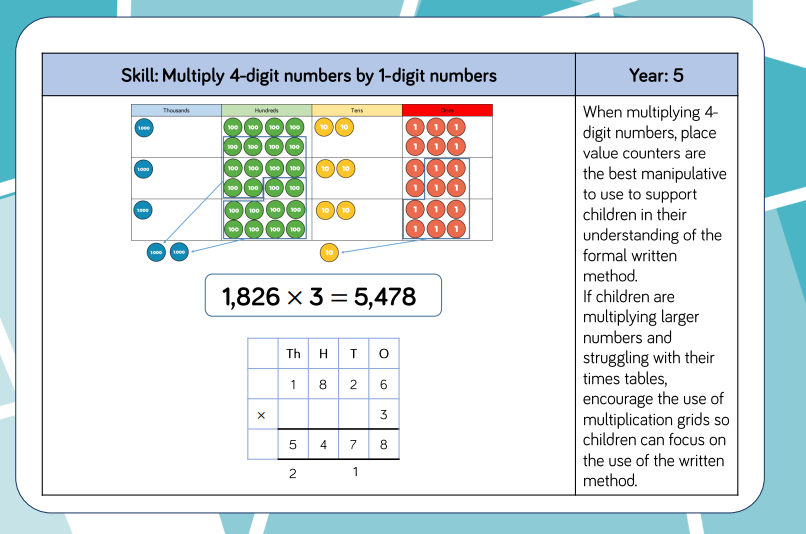 Skill: Multiply 4-digit numbers by 1-digit numbers
Year: 5
Thousands Hundreds Tens Ones
1000 100 100 100 100 10 10 1 1 1
100 100 100 100 1 1 1
1000 100 100 100 100 10 10 1 1 1
100 100 100 100 1 1 1
1000 100 100 100 100 10 10 1 1 1
100 100 100 100 1 1 1
1000 1000 10
1,826 × 3 = 5,478
Th H T O
1 8 2 6
× 3
5 4 7 8
2 1
When multiplying 4-
digit numbers, place
value counters are
the best manipulative
to use to support
children in their
understanding of the
formal written
method.
If children are
multiplying larger
numbers and
struggling with their
times tables,
encourage the use of
multiplication grids so
children can focus on
the use of the written
method.